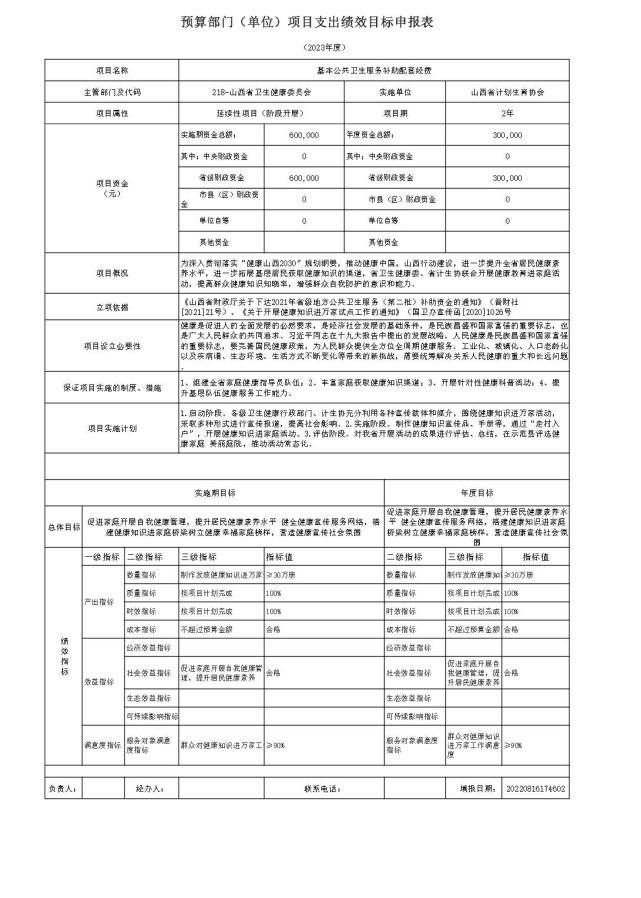 预算部门（单位）项目支出绩效目标申报表
（2023年度）
项目名称 基本公共卫生服务补助配套经费
主管部门及代码 218-山西省卫生健康委员会 实施单位 山西省计划生育协会
项目属性 延续性项目（阶段开展） 项目期 2年
项目资金
（元）
实施期资金总额： 600,000 年度资金总额： 300,000
其中：中央财政资金 0 其中：中央财政资金 0
省级财政资金 600,000 省级财政资金 300,000
市县（区）财政资金 0 市县（区）财政资金 0
单位自筹 0 单位自筹 0
其他资金 其他资金
项目概况
为深入贯彻落实“健康山西2030”规划纲要，推动健康中国、山西行动建设，进一步提升全省居民健康素
养水平，进一步拓展基层居民获取健康知识的渠道，省卫生健康委、省计生协联合开展健康教育进家庭活
动，提高群众健康知识知晓率，增强群众自我防护的意识和能力。
立项依据
《山西省财政厅关于下达2021年省级地方公共卫生服务（第二批）补助资金的通知》（晋财社
[2021]21号）、《关于开展健康知识进万家试点工作的通知》（国卫办宣传函[2020]1026号
项目设立必要性
健康是促进人的全面发展的必然要求，是经济社会发展的基础条件，是民族昌盛和国家富强的重要标志，也
是广大人民群众的共同追求。习近平同志在十九大报告中提出的发展战略，人民健康是民族昌盛和国家富强
的重要标志，要完善国民健康政策，为人民群众提供全方位全周期健康服务。工业化、城镇化、人口老龄化
以及疾病谱、生态环境、生活方式不断变化等带来的新挑战，需要统筹解决关系人民健康的重大和长远问题
。
保证项目实施的制度、措施
1、组建全省家庭健康指导员队伍；2、丰富家庭获取健康知识渠道；3、开展针对性健康科普活动；4、提
升基层队伍健康服务工作能力。
项目实施计划
1.启动阶段。各级卫生健康行政部门、计生协充分利用各种宣传载体和媒介，围绕健康知识进万家活动，
采取多种形式进行宣传报道，提高社会影响。2.实施阶段。制作健康知识宣传品、手册等，通过“走村入
户”，开展健康知识进家庭活动。3.评估阶段。对我省开展活动的成果进行评估、总结，在示范县评选健
康家庭 美丽庭院，推动活动常态化。
实施期目标 年度目标
总体目标
促进家庭开展自我健康管理，提升居民健康素养水平 健全健康宣传服务网络，搭
建健康知识进家庭桥梁树立健康幸福家庭榜样，营造健康宣传社会氛围
促进家庭开展自我健康管理，提升居民健康素养水
平 健全健康宣传服务网络，搭建健康知识进家庭
桥梁树立健康幸福家庭榜样，营造健康宣传社会氛
围
绩效指标
一级指标 二级指标 三级指标 指标值 二级指标 三级指标 指标值
产出指标
数量指标 制作发放健康知识进万家 ≥30万册 数量指标 制作发放健康知 ≥30万册
质量指标 按项目计划完成 100% 质量指标 按项目计划完成 100%
时效指标 按项目计划完成 100% 时效指标 按项目计划完成 100%
成本指标 不超过预算金额 合格 成本指标 不超过预算金额 合格
效益指标
经济效益指标 经济效益指标
社会效益指标 促进家庭开展自我健康管理，提升居民健康素养 合格 社会效益指标 促进家庭开展自我健康管理，提升居民健康素养 合格
生态效益指标 生态效益指标
可持续影响指标 可持续影响指标
满意度指标 服务对象满意度指标 群众对健康知识进万家工 ≥90% 服务对象满意度指标 群众对健康知识进万家工作满意度 ≥90%
负责人： 经办人： 联系电话： 填报日期： 20220816174602